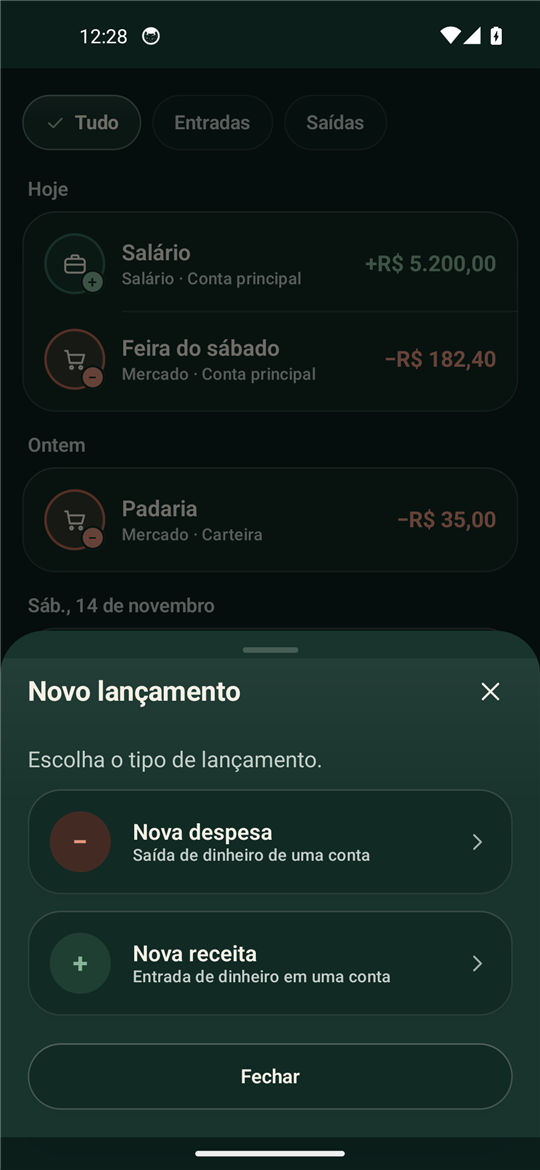 12:28
Tudo
Entradas
Saídas
Hoje
Salário
+R$ 5.200,00
Salário · Conta principal
Feira do sábado
−R$ 182,40
Mercado · Conta principal
Ontem
Padaria
−R$ 35,00
Mercado · Carteira
Sáb., 14 de novembro
Novo lançamento
Escolha o tipo de lançamento.
Nova despesa
Saída de dinheiro de uma conta
Nova receita
Entrada de dinheiro em uma conta
Fechar